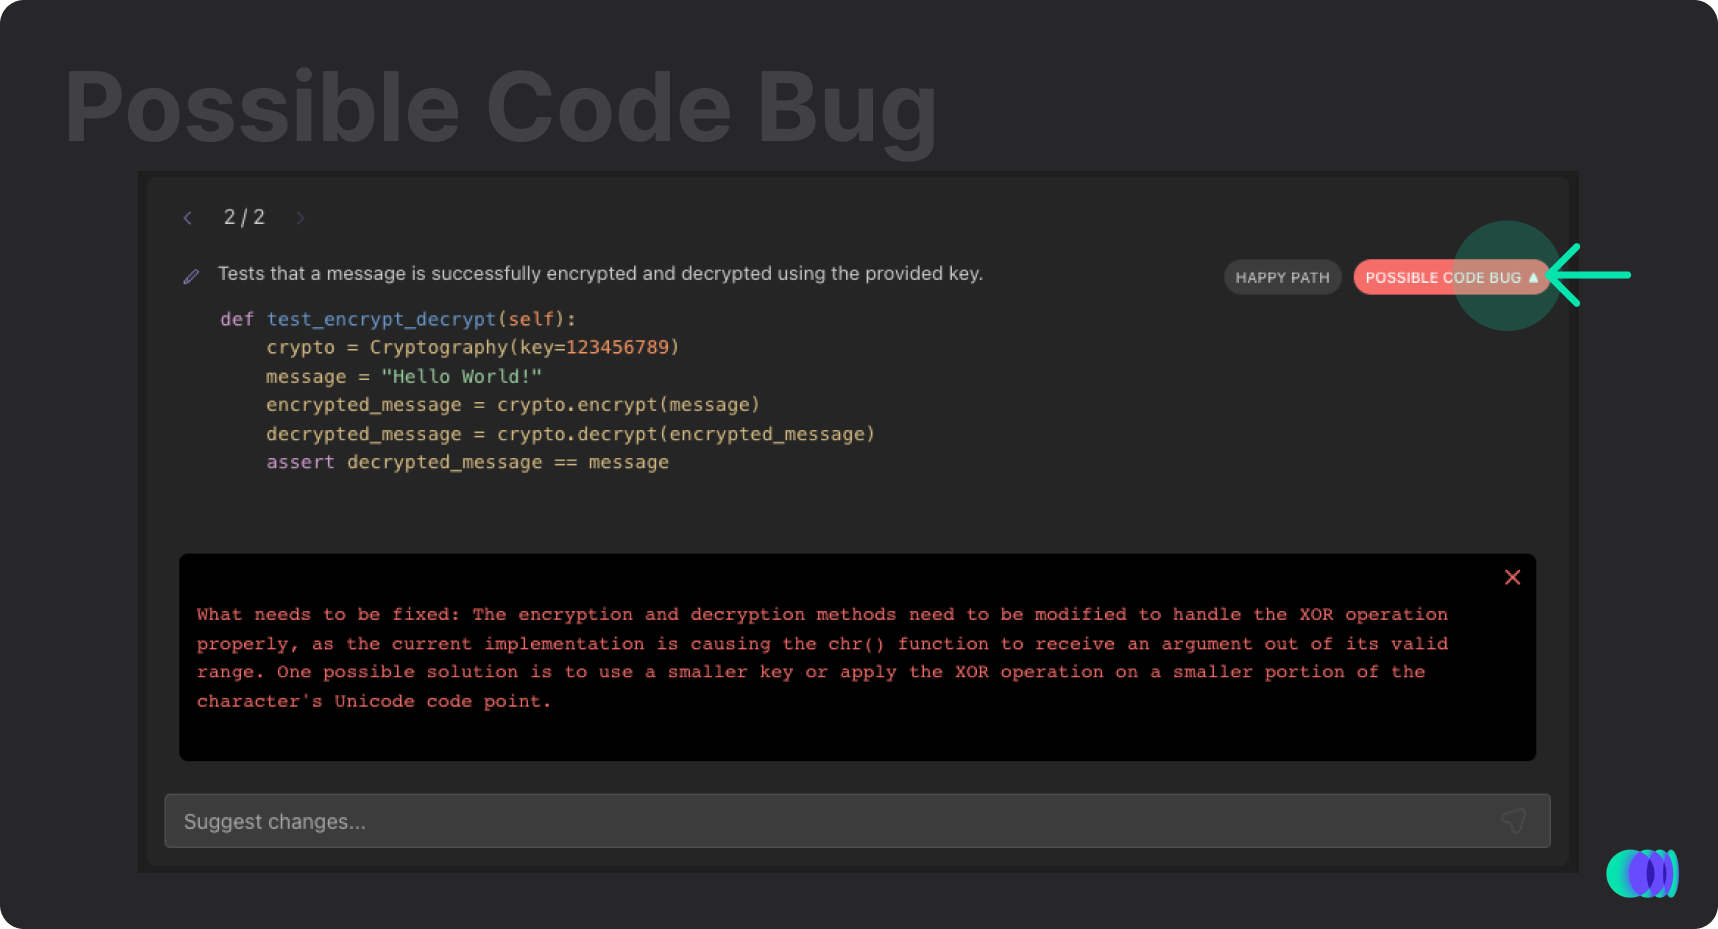 Possible Code Bug
2 / 2
Tests that a message is successfully encrypted and decrypted using the provided key.
HAPPY PATH
POSSIBLE CODE BUG
def test_encrypt_decrypt(self):
    crypto = Cryptography(key=123456789)
    message = "Hello World!"
    encrypted_message = crypto.encrypt(message)
    decrypted_message = crypto.decrypt(encrypted_message)
    assert decrypted_message == message
What needs to be fixed: The encryption and decryption methods need to be modified to handle the XOR operation
properly, as the current implementation is causing the chr() function to receive an argument out of its valid
range. One possible solution is to use a smaller key or apply the XOR operation on a smaller portion of the
character's Unicode code point.
Suggest changes...